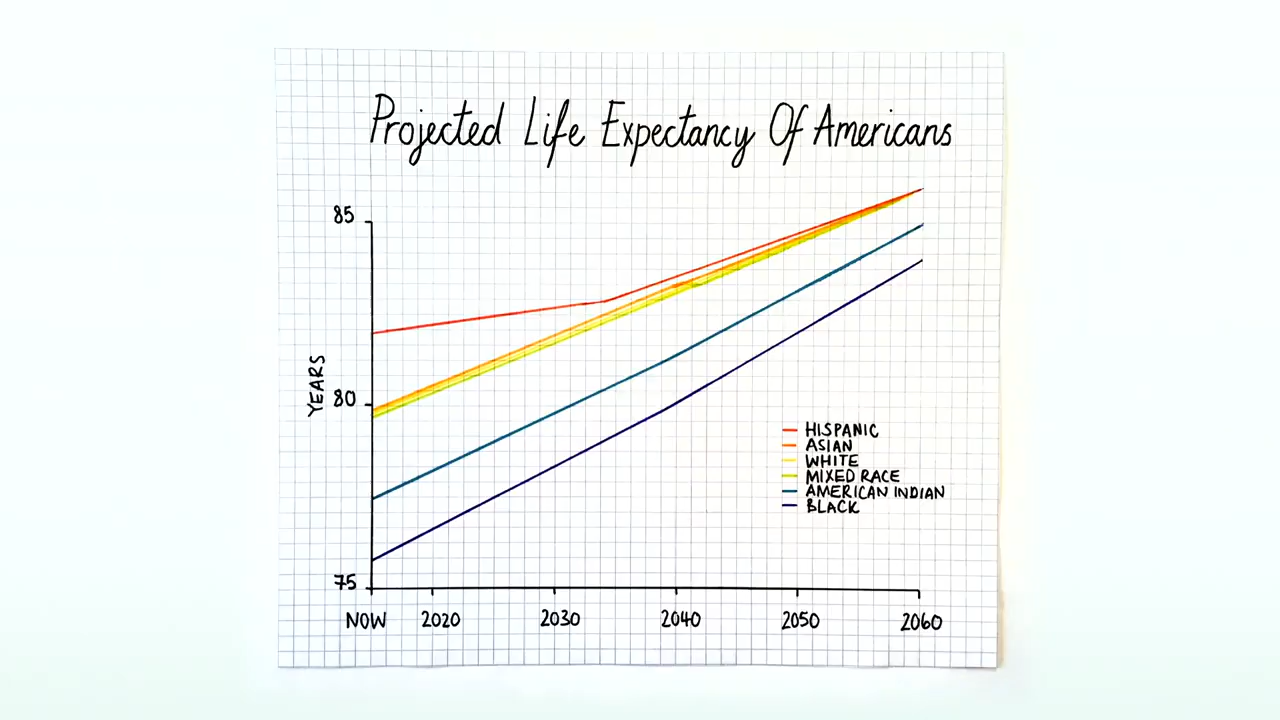 Projected Life Expectancy Of Americans
85
80
75
YEARS
NOW 2020 2030 2040 2050 2060
HISPANIC
ASIAN
WHITE
MIXED RACE
AMERICAN INDIAN
BLACK